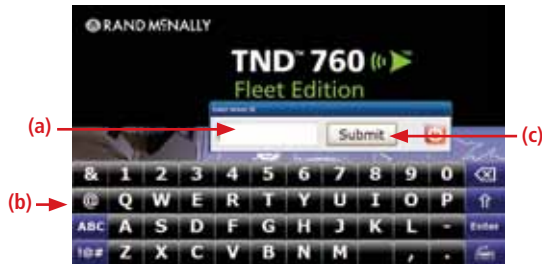 RAND MCNALLY
TND™ 760
Fleet Edition
(a)
Submit
(c)
& 1 2 3 4 5 6 7 8 9 0
(b)
@ Q W E R T Y U I O P
ABC A S D F G H J K L - Enter
!@# Z X C V B N M , .